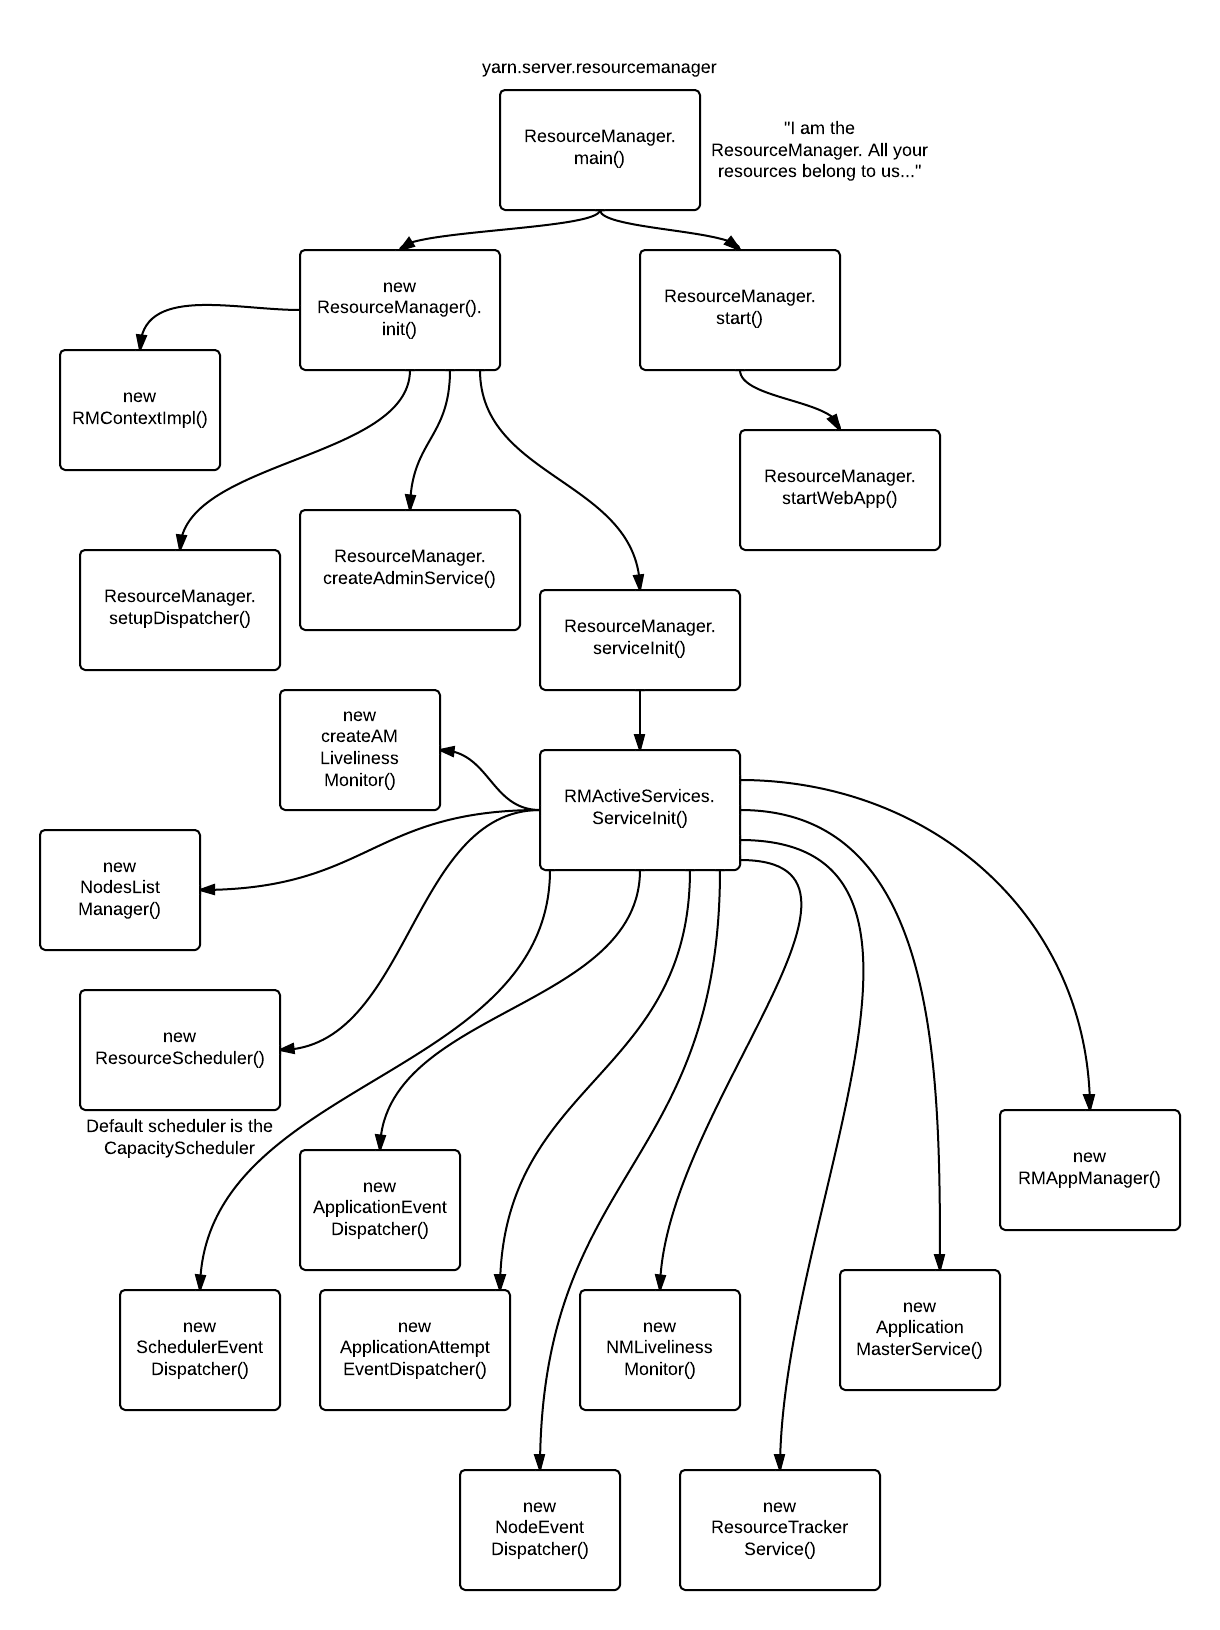 yarn.server.resourcemanager
ResourceManager.
main()
"I am the
ResourceManager. All your
resources belong to us..."
new
ResourceManager().
init()
ResourceManager.
start()
new
RMContextImpl()
ResourceManager.
startWebApp()
ResourceManager.
createAdminService()
ResourceManager.
setupDispatcher()
ResourceManager.
serviceInit()
new
createAM
Liveliness
Monitor()
RMActiveServices.
ServiceInit()
new
NodesList
Manager()
new
ResourceScheduler()
Default scheduler is the
CapacityScheduler
new
ApplicationEvent
Dispatcher()
new
RMAppManager()
new
SchedulerEvent
Dispatcher()
new
ApplicationAttempt
EventDispatcher()
new
NMLiveliness
Monitor()
new
Application
MasterService()
new
NodeEvent
Dispatcher()
new
ResourceTracker
Service()